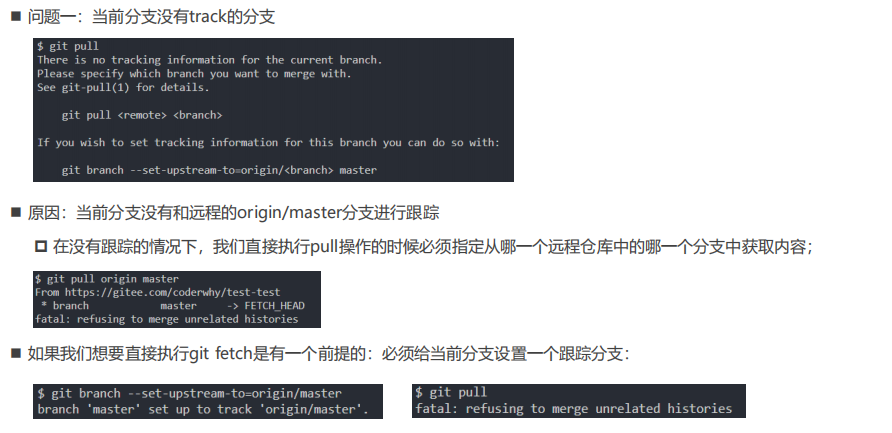 问题一：当前分支没有track的分支
$ git pull
There is no tracking information for the current branch.
Please specify which branch you want to merge with.
See git-pull(1) for details.
git pull <remote> <branch>
If you wish to set tracking information for this branch you can do so with:
git branch --set-upstream-to=origin/<branch> master
原因：当前分支没有和远程的origin/master分支进行跟踪
在没有跟踪的情况下，我们直接执行pull操作的时候必须指定从哪一个远程仓库中的哪一个分支中获取内容；
$ git pull origin master
From https://gitee.com/coderwhy/test-test
* branch            master     -> FETCH_HEAD
fatal: refusing to merge unrelated histories
如果我们想要直接执行git fetch是有一个前提的：必须给当前分支设置一个跟踪分支：
$ git branch --set-upstream-to=origin/master
branch 'master' set up to track 'origin/master'.
$ git pull
fatal: refusing to merge unrelated histories